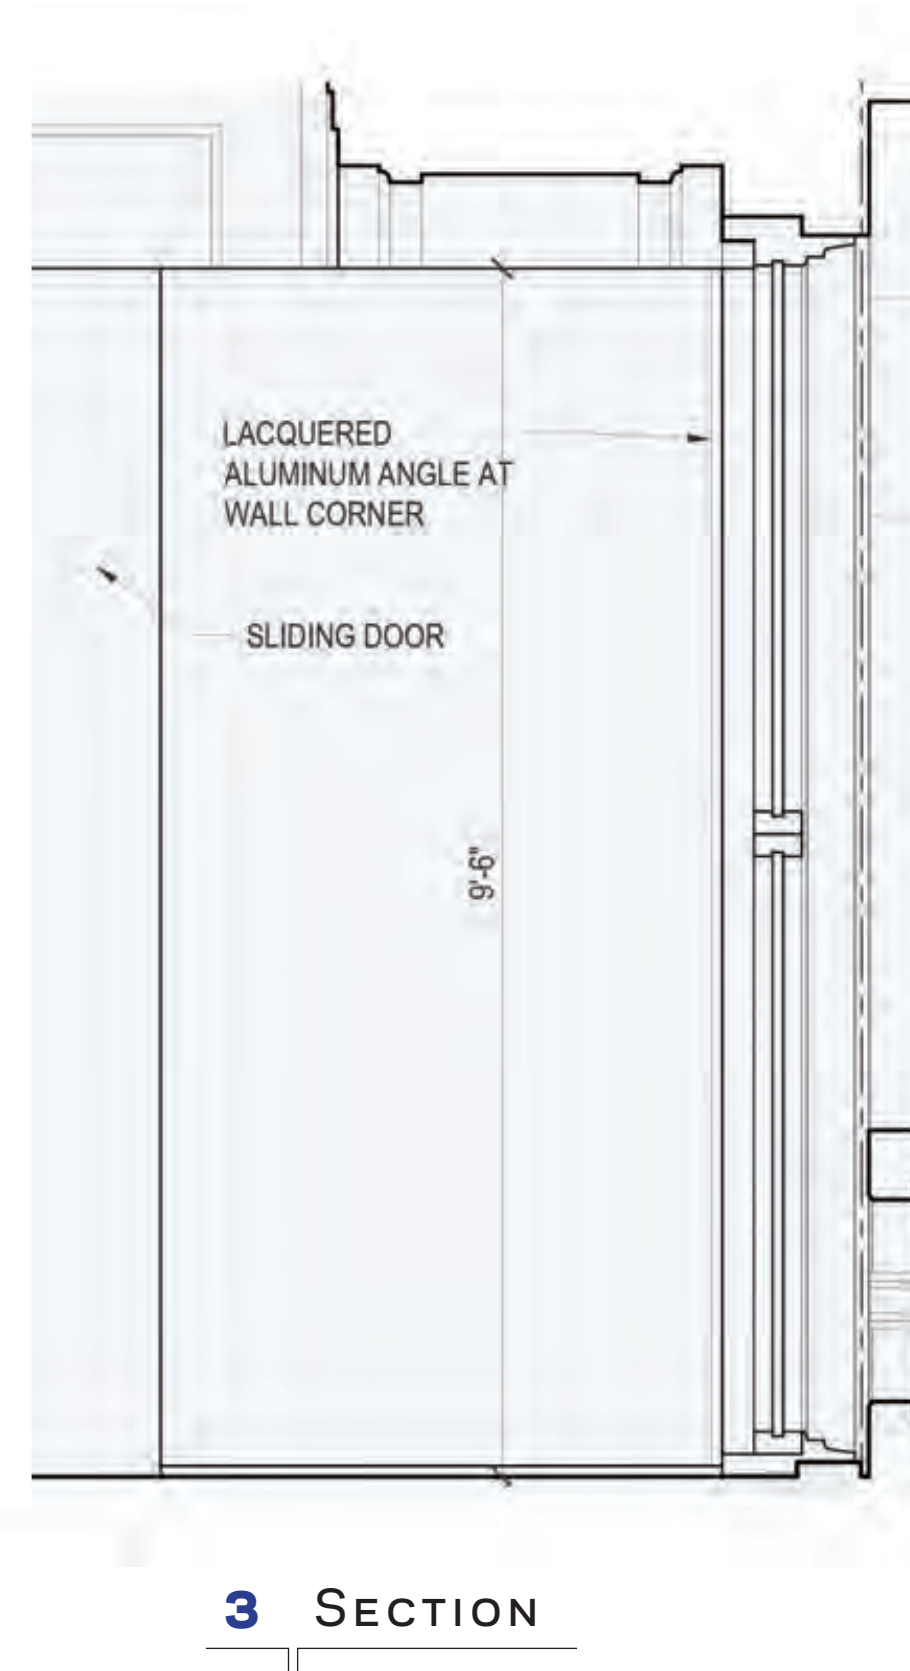 LACQUERED
ALUMINUM ANGLE AT
WALL CORNER
SLIDING DOOR
9'-6"
3 SECTION